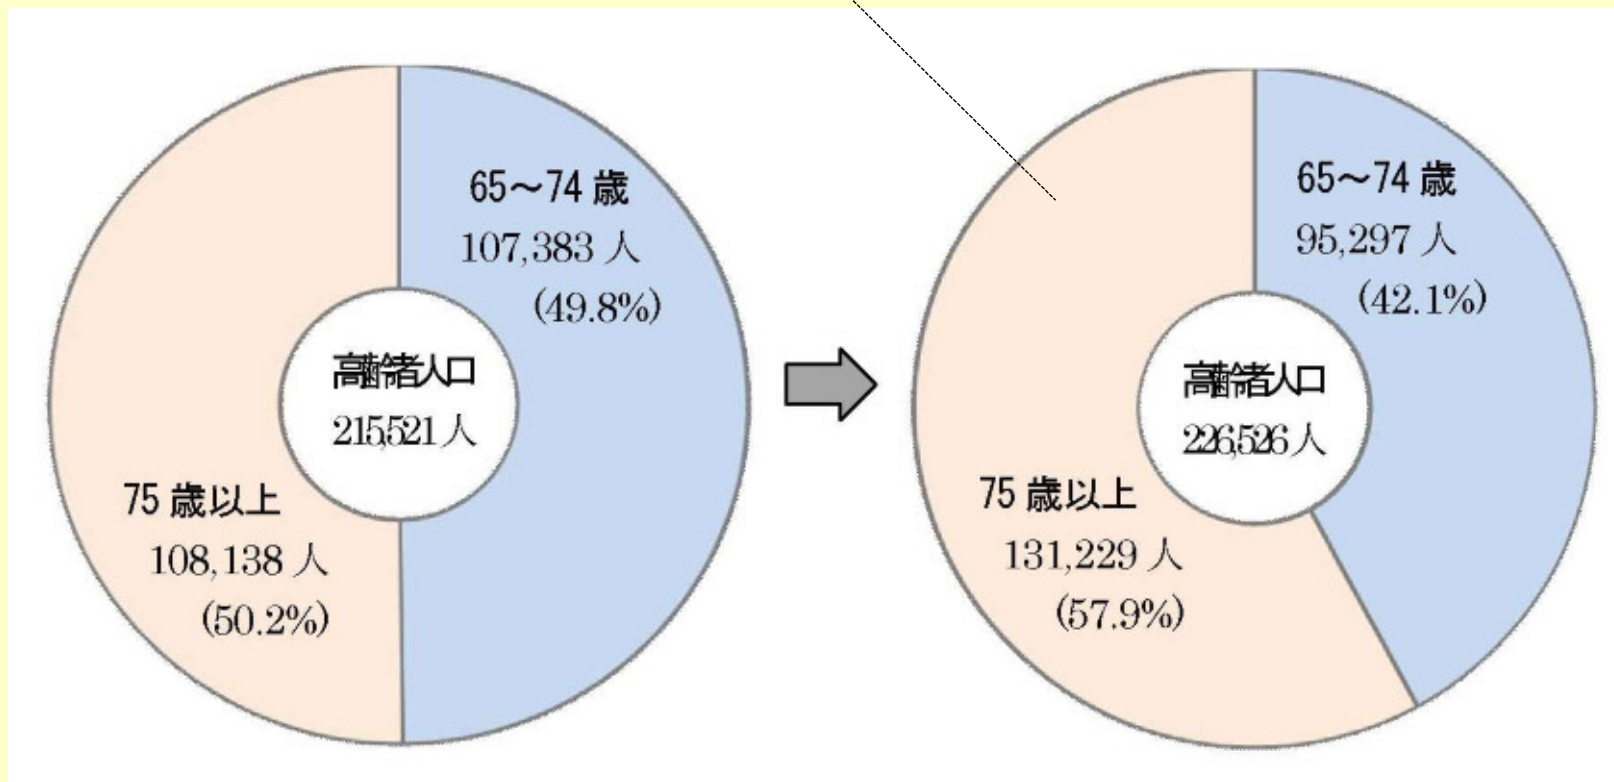 65～74 歳
107,383 人
(49.8%)
高齢者人口
215,521 人
75 歳以上
108,138 人
(50.2%)
65～74 歳
95,297 人
(42.1%)
高齢者人口
226,526 人
75 歳以上
131,229 人
(57.9%)